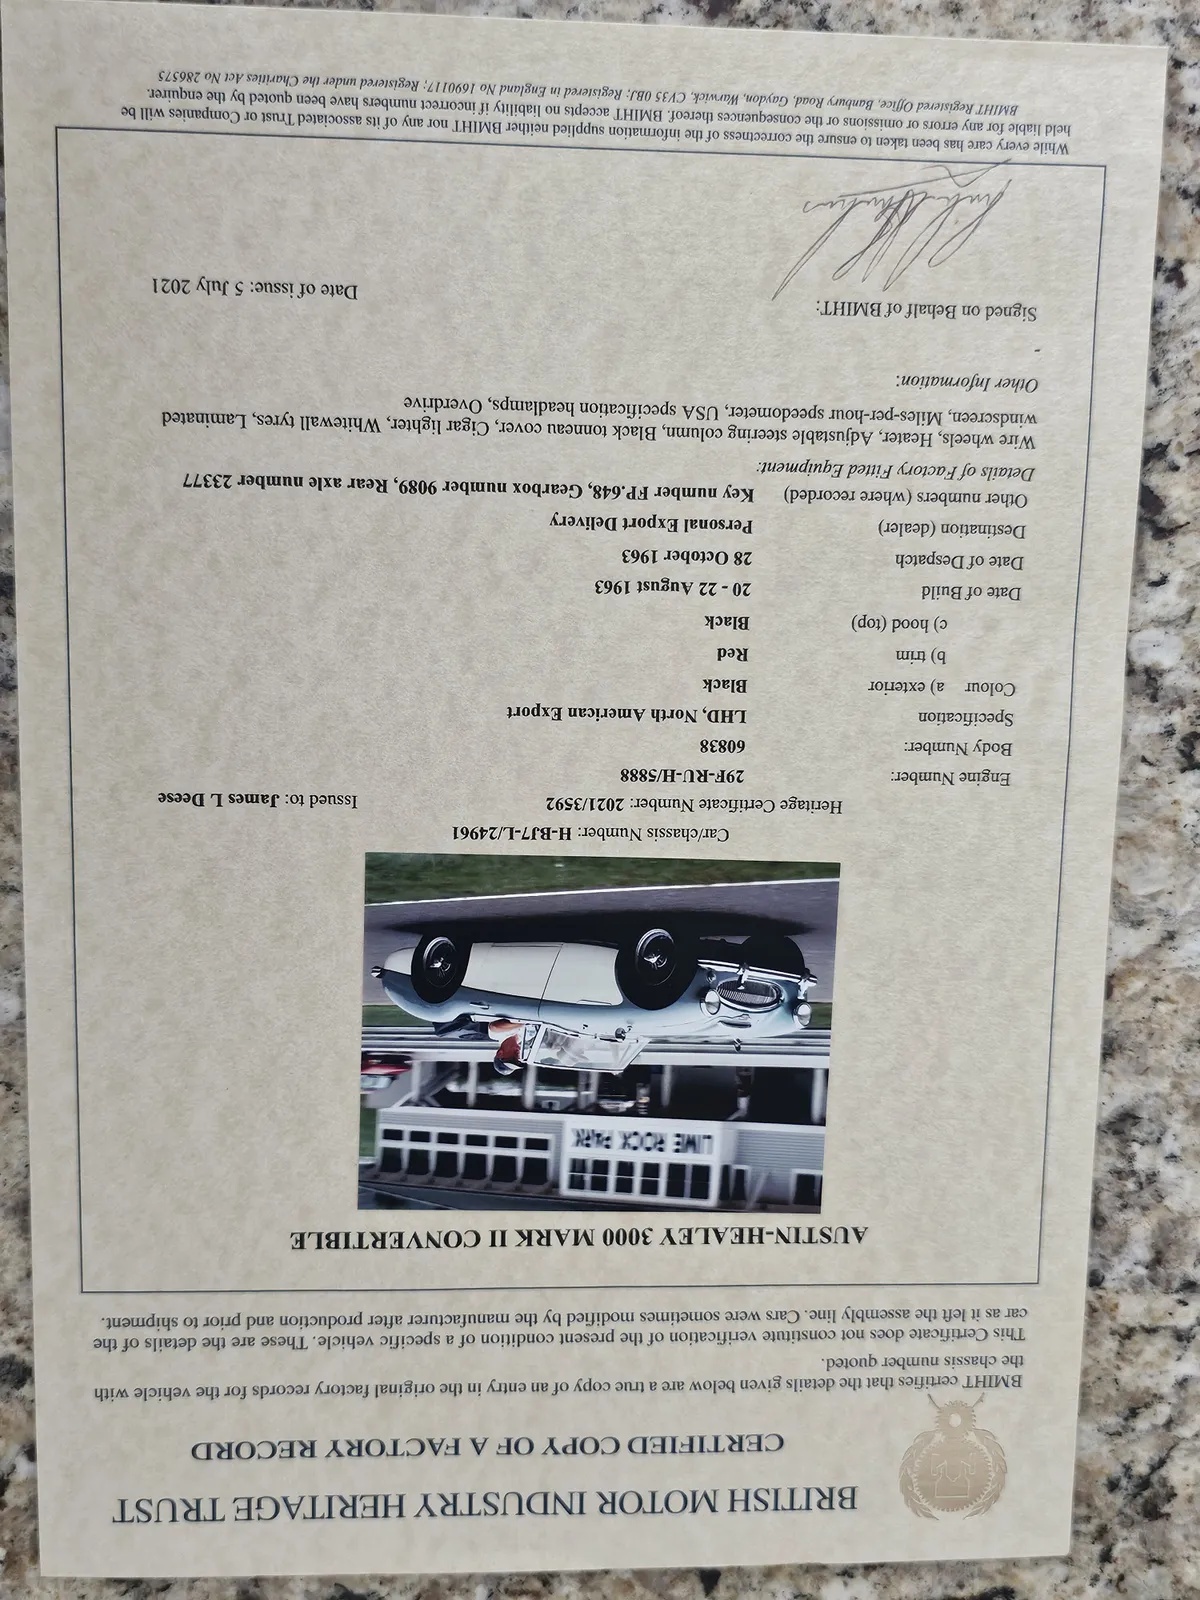 BRITISH MOTOR INDUSTRY HERITAGE TRUST
CERTIFIED COPY OF A FACTORY RECORD
BMIHT certifies that the details given below are a true copy of an entry in the original factory records for the vehicle with
the chassis number quoted.
This Certificate does not constitute verification of the present condition of a specific vehicle. These are the details of the
car as it left the assembly line. Cars were sometimes modified by the manufacturer after production and prior to shipment.
AUSTIN-HEALEY 3000 MARK II CONVERTIBLE
LIME ROCK PARK
Car/chassis Number: H-BJ7-L/24961
Heritage Certificate Number: 2021/3592 Issued to: James L Deese
Engine Number: 29F-RU-H/5888
Body Number: 60838
Specification LHD, North American Export
Colour a) exterior Black
b) trim Red
c) hood (top) Black
Date of Build 20 - 22 August 1963
Date of Despatch 28 October 1963
Destination (dealer) Personal Export Delivery
Other numbers (where recorded) Key number FP.648, Gearbox number 9089, Rear axle number 23377
Details of Factory Fitted Equipment:
Wire wheels, Heater, Adjustable steering column, Black tonneau cover, Cigar lighter, Whitewall tyres, Laminated
windscreen, Miles-per-hour speedometer, USA specification headlamps, Overdrive
Other Information:
-
Signed on Behalf of BMIHT: Date of issue: 5 July 2021
While every care has been taken to ensure the correctness of the information supplied neither BMIHT nor any of its associated Trust or Companies will be
held liable for any errors or omissions or the consequences thereof. BMIHT accepts no liability if incorrect numbers have been quoted by the enquirer.
BMIHT Registered Office, Banbury Road, Gaydon, Warwick, CV35 0BJ; Registered in England No 1690117; Registered under the Charities Act No 286575